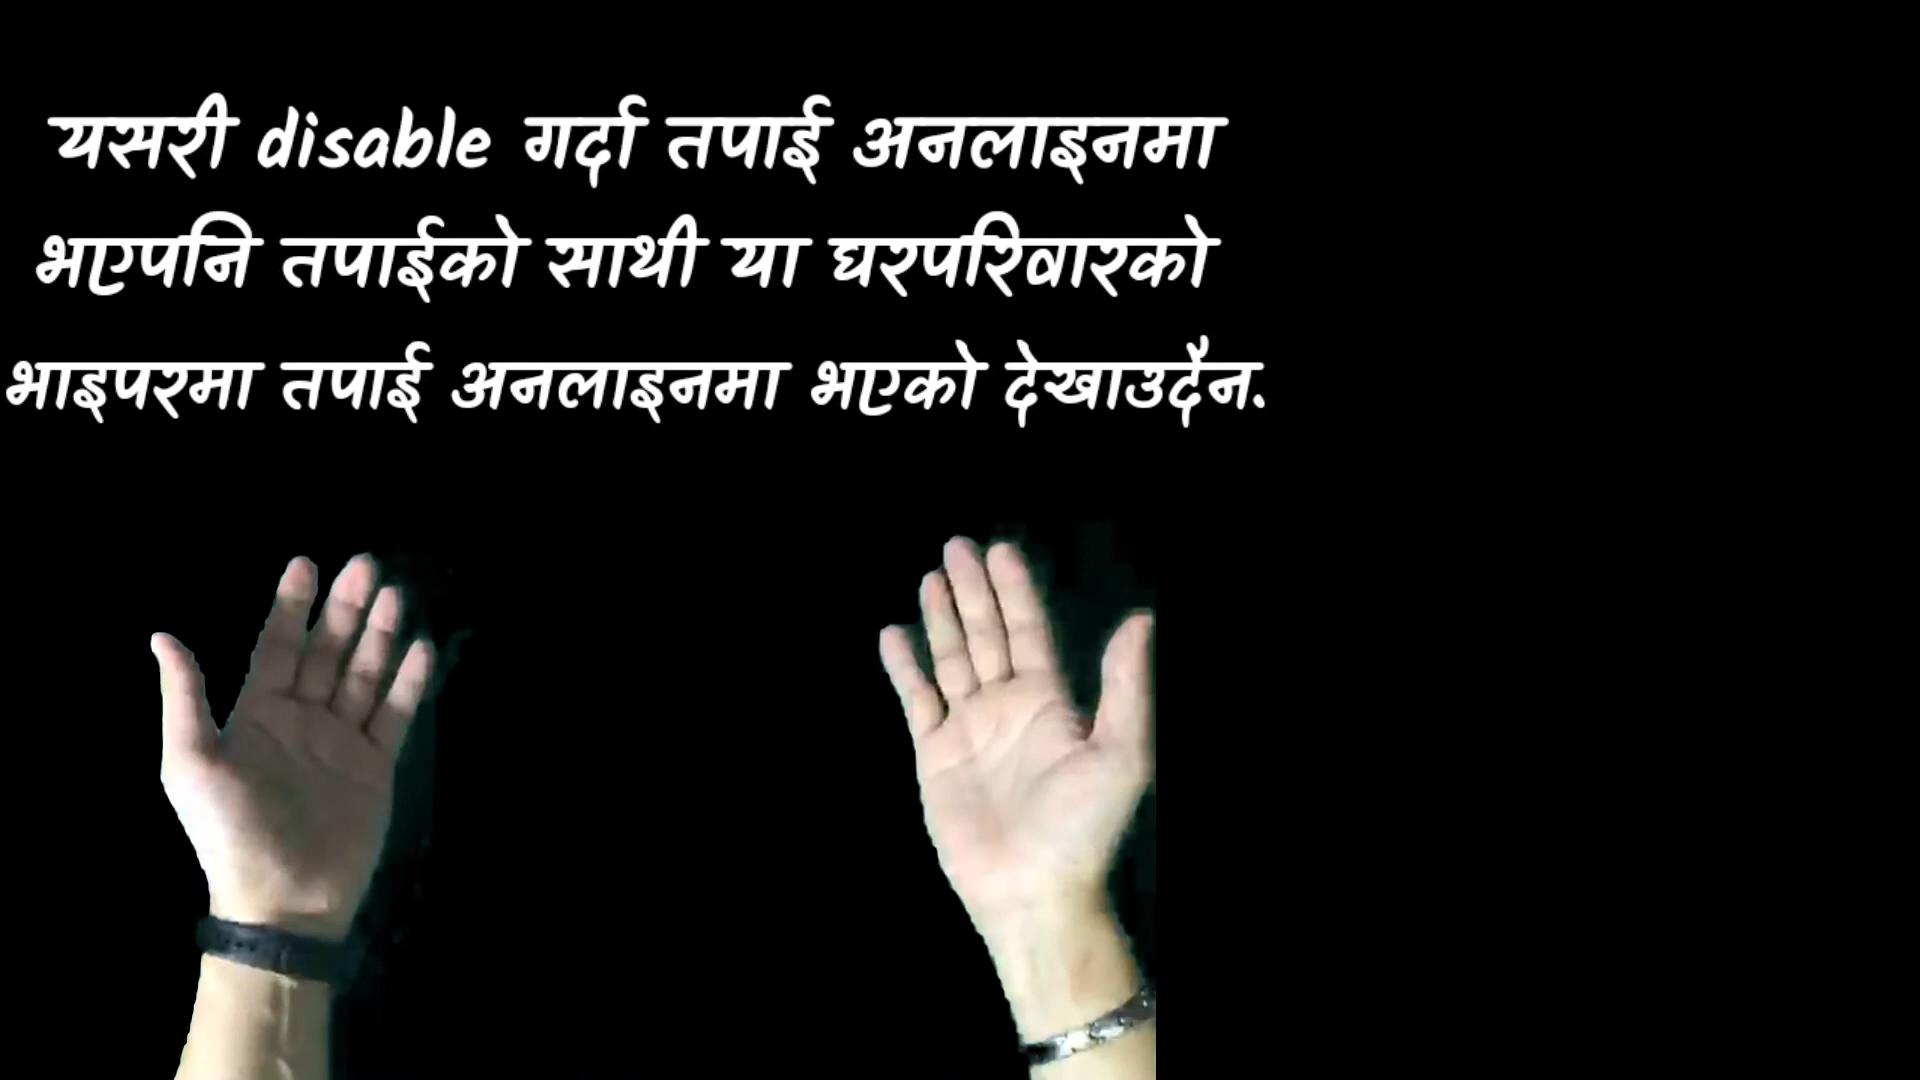 यसरी disable गर्दा तपाई अनलाइनमा
भएपनि तपाईको साथी या घरपरिवारको
भाइपरमा तपाई अनलाइनमा भएको देखाउदैन.